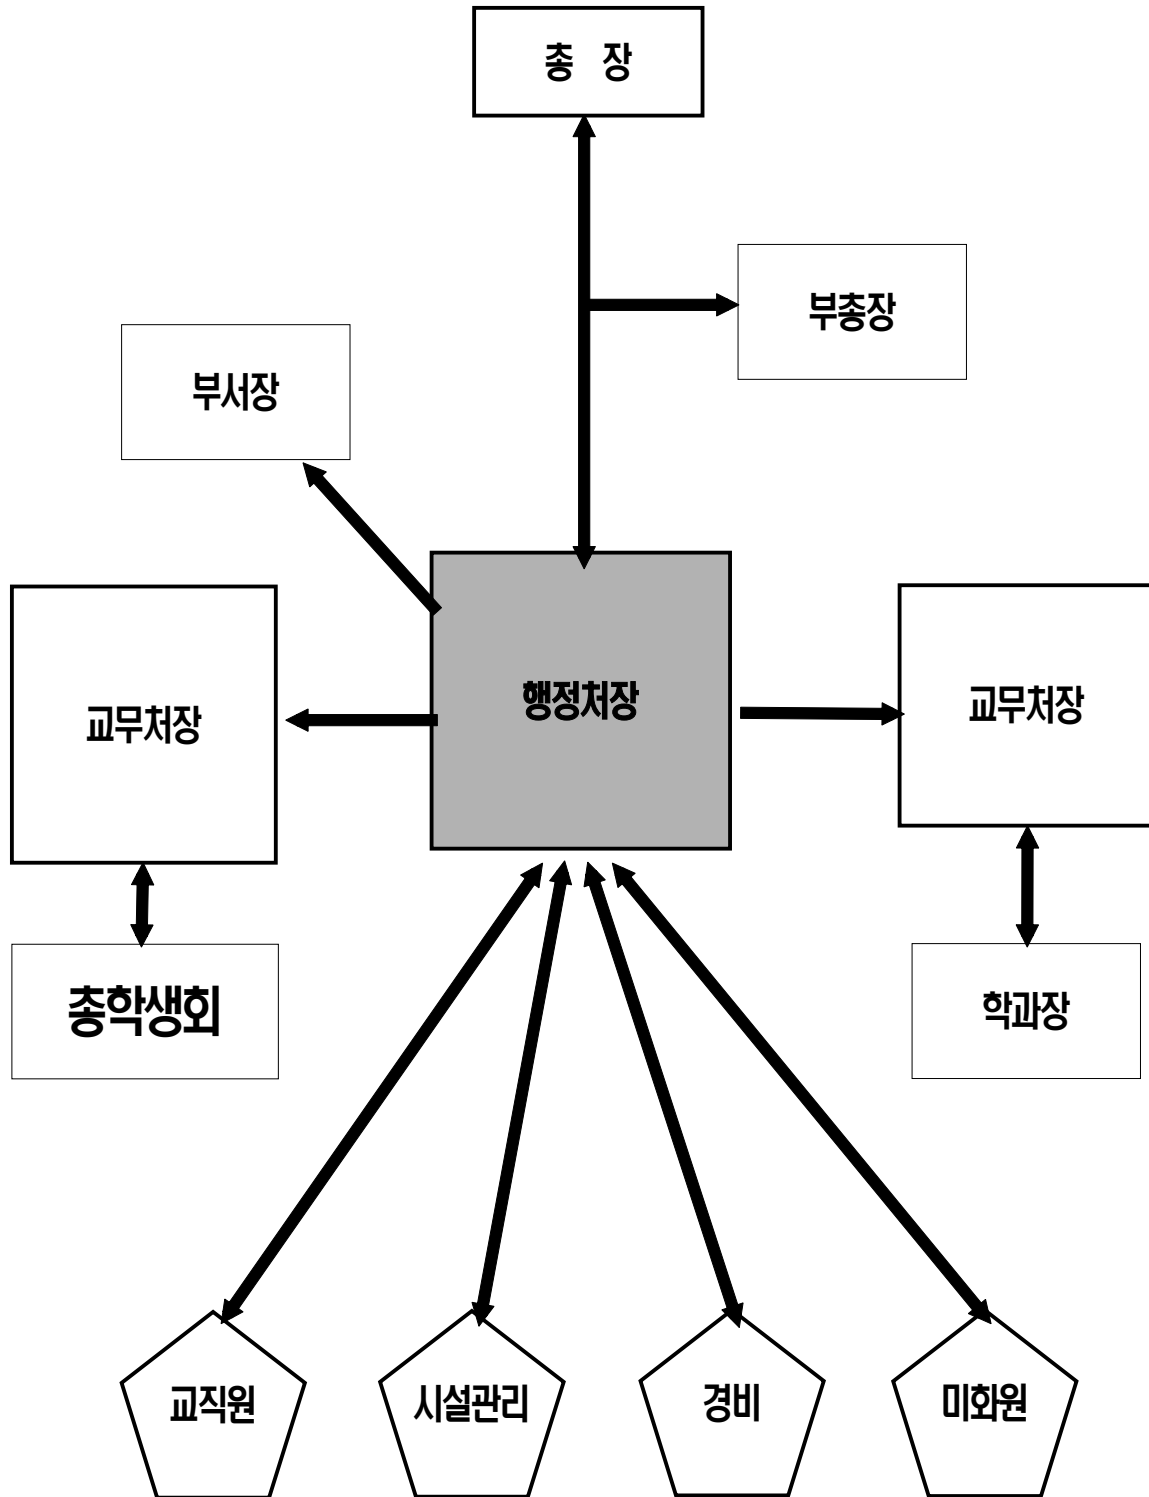 총 장
부총장
부서장
행정처장
교무처장
교무처장
총학생회
학과장
교직원
시설관리
경비
미화원